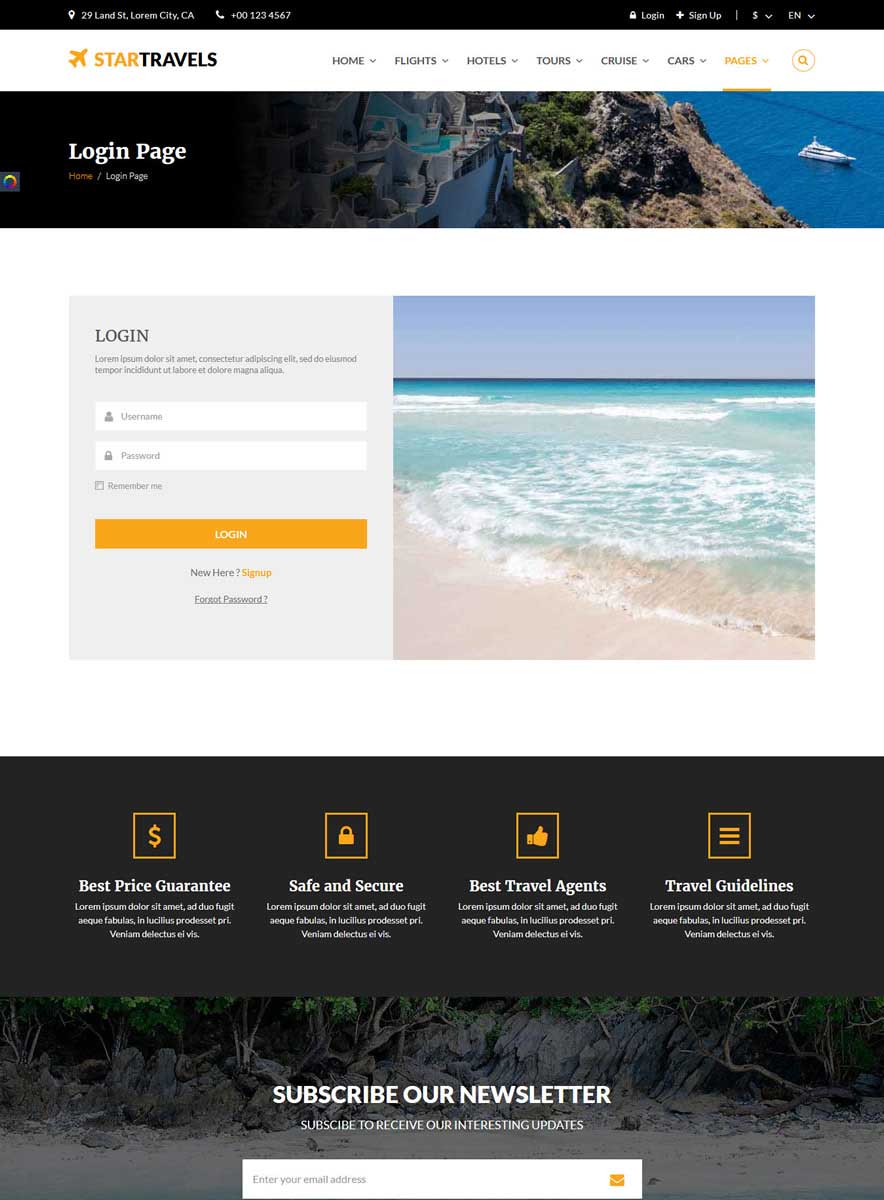 29 Land St, Lorem City, CA +00 123 4567 Login Sign Up | $ EN
STARTRAVELS HOME FLIGHTS HOTELS TOURS CRUISE CARS PAGES
Login Page
Home / Login Page
LOGIN
Lorem ipsum dolor sit amet, consectetur adipiscing elit, sed do eiusmod
tempor incididunt ut labore et dolore magna aliqua.
Username
Password
Remember me
LOGIN
New Here ? Signup
Forgot Password ?
$
Best Price Guarantee
Lorem ipsum dolor sit amet, ad duo fugit
aeque fabulas, in lucilius prodesset pri.
Veniam delectus ei vis.
Safe and Secure
Lorem ipsum dolor sit amet, ad duo fugit
aeque fabulas, in lucilius prodesset pri.
Veniam delectus ei vis.
Best Travel Agents
Lorem ipsum dolor sit amet, ad duo fugit
aeque fabulas, in lucilius prodesset pri.
Veniam delectus ei vis.
Travel Guidelines
Lorem ipsum dolor sit amet, ad duo fugit
aeque fabulas, in lucilius prodesset pri.
Veniam delectus ei vis.
SUBSCRIBE OUR NEWSLETTER
SUBSCIBE TO RECEIVE OUR INTERESTING UPDATES
Enter your email address